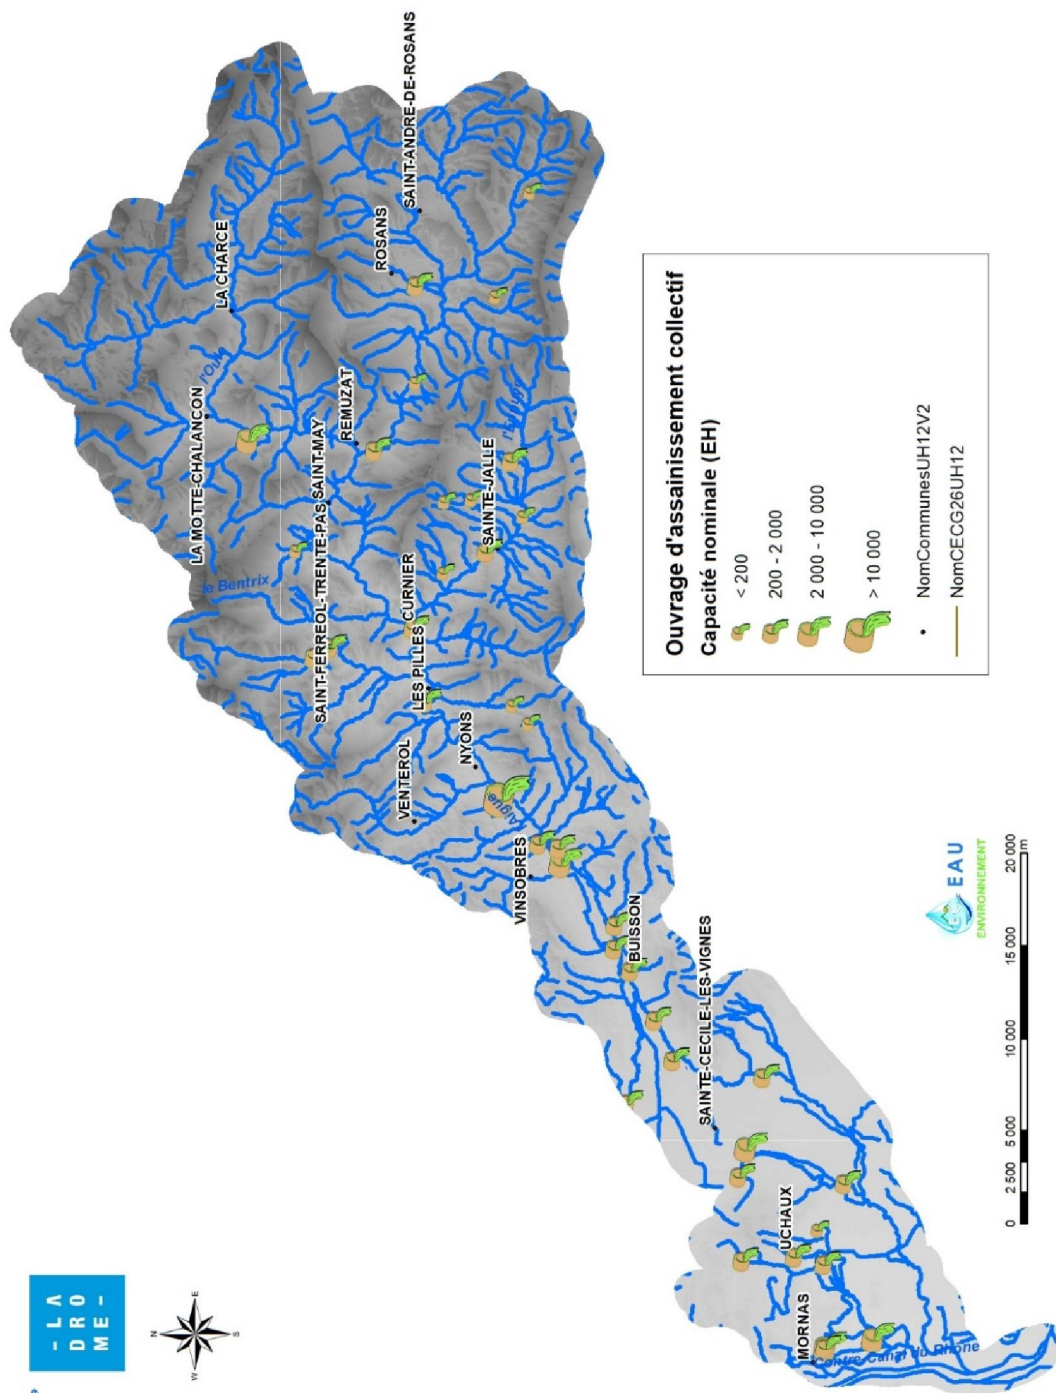 - LA
DRO
ME -
N
W
E
S
LA CHARCE
SAINT-ANDRE-DE-ROSANS
ROSANS
LA MOTTE-CHALANCON
REMUZAT
SAINT-MAY
SAINT-FERREOL-TRENTE-PAS
le Bentrix
SAINTE-JALLE
CURNIER
LES PILLES
NYONS
VENTEROL
VINSOBRES
BUISSON
SAINTE-CECILE-LES-VIGNES
UCHAUX
MORNAS
Contre-Canal du Rhône
Ouvrage d'assainissement collectif
Capacité nominale (EH)
< 200
200 - 2 000
2 000 - 10 000
> 10 000
NomCommunesUH12V2
NomCECG26UH12
EAU
ENVIRONNEMENT
0
2 500
5 000
10 000
15 000
20 000
m